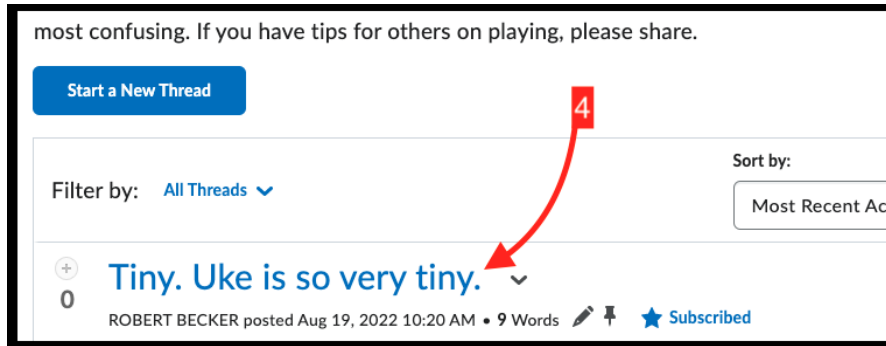 most confusing. If you have tips for others on playing, please share.
Start a New Thread
4
Sort by:
Filter by: All Threads
Most Recent Ac
Tiny. Uke is so very tiny.
0
ROBERT BECKER posted Aug 19, 2022 10:20 AM • 9 Words Subscribed